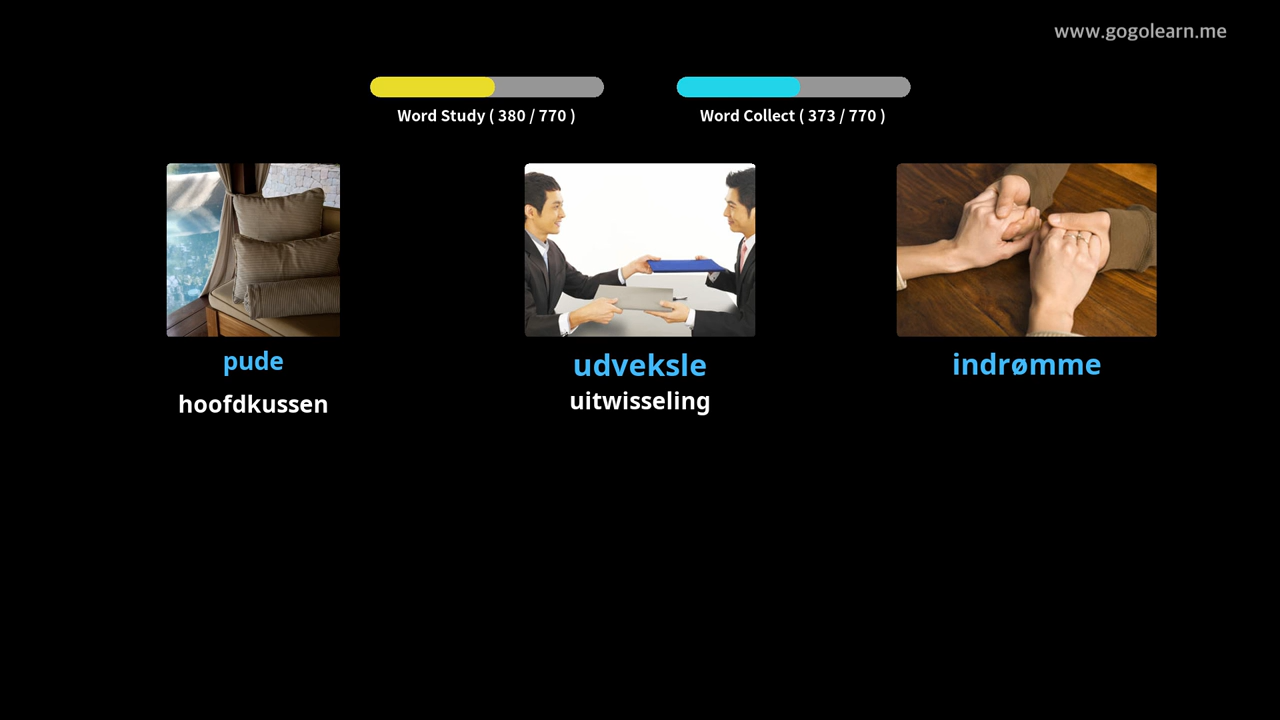 www.gogolearn.me
Word Study ( 380 / 770 )
Word Collect ( 373 / 770 )
pude
hoofdkussen
udveksle
uitwisseling
indrømme